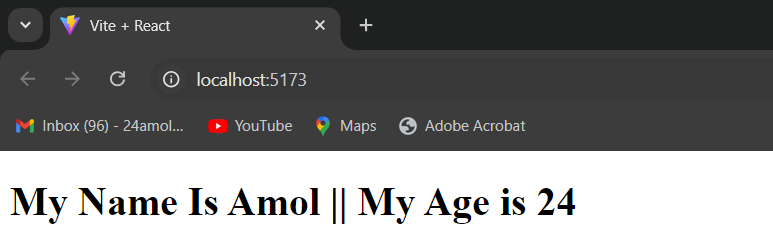 Vite + React
localhost:5173
Inbox (96) - 24amol... YouTube Maps Adobe Acrobat
My Name Is Amol || My Age is 24